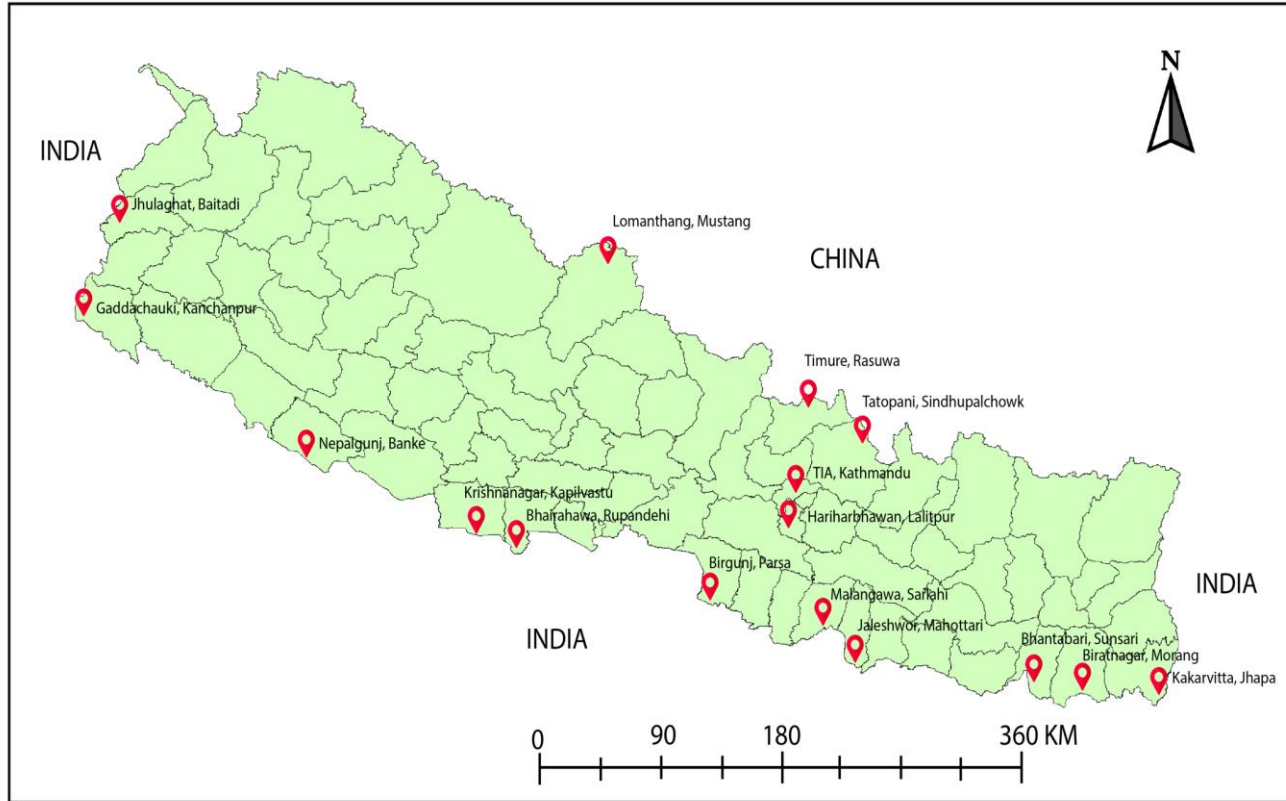 N
INDIA
Jhulaghat, Baitadi
Lomanthang, Mustang
CHINA
Gaddachauki, Kanchanpur
Timure, Rasuwa
Tatopani, Sindhupalchowk
Nepalgunj, Banke
TIA, Kathmandu
Krishnanagar, Kapilvastu
Bhairahawa, Rupandehi
Hariharbhawan, Lalitpur
Birgunj, Parsa
INDIA
Malangawa, Sarlahi
Jaleshwor, Mahottari
INDIA
Bhantabari, Sunsari
Biratnagar, Morang
Kakarvitta, Jhapa
0 90 180 360 KM